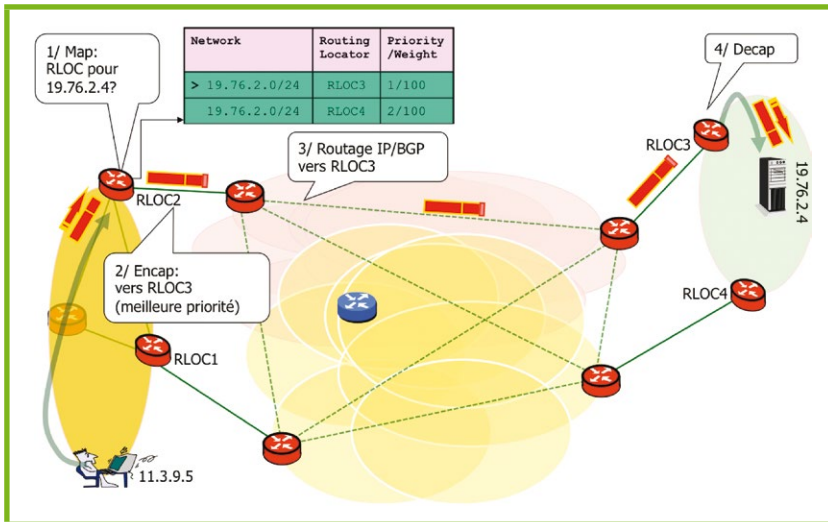 1/ Map:
RLOC pour
19.76.2.4?
Network
Routing
Locator
Priority
/Weight
> 19.76.2.0/24 RLOC3 1/100
19.76.2.0/24 RLOC4 2/100
4/ Decap
3/ Routage IP/BGP
vers RLOC3
RLOC3
RLOC2
19.76.2.4
2/ Encap:
vers RLOC3
(meilleure priorité)
RLOC4
RLOC1
11.3.9.5